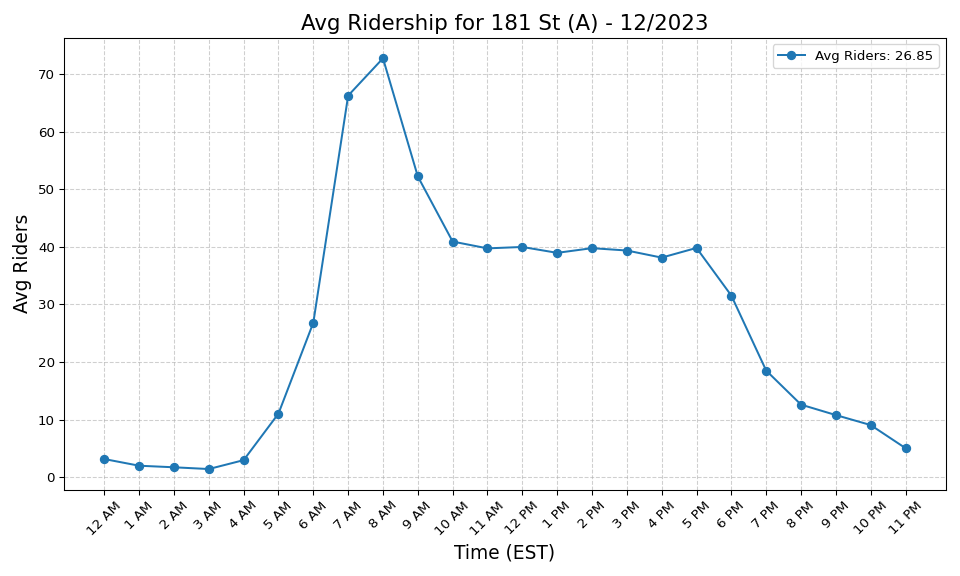 Avg Ridership for 181 St (A) - 12/2023
Avg Riders: 26.85
Avg Riders
70
60
50
40
30
20
10
0
12 AM
1 AM
2 AM
3 AM
4 AM
5 AM
6 AM
7 AM
8 AM
9 AM
10 AM
11 AM
12 PM
1 PM
2 PM
3 PM
4 PM
5 PM
6 PM
7 PM
8 PM
9 PM
10 PM
11 PM
Time (EST)